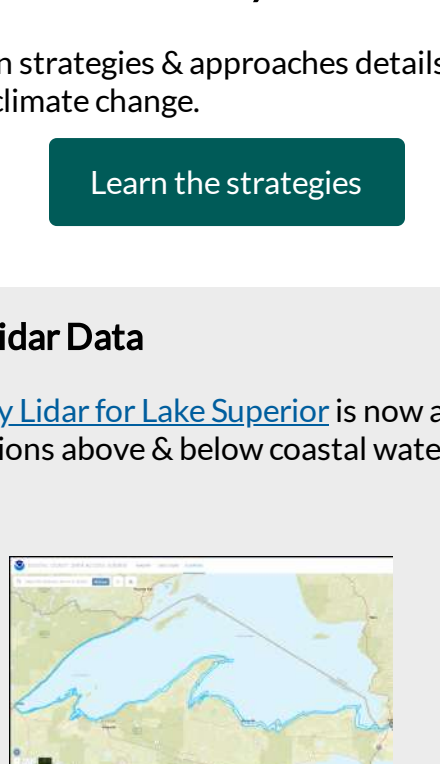 n strategies & approaches details
climate change.
Learn the strategies
idar Data
y Lidar for Lake Superior is now a
ions above & below coastal wate